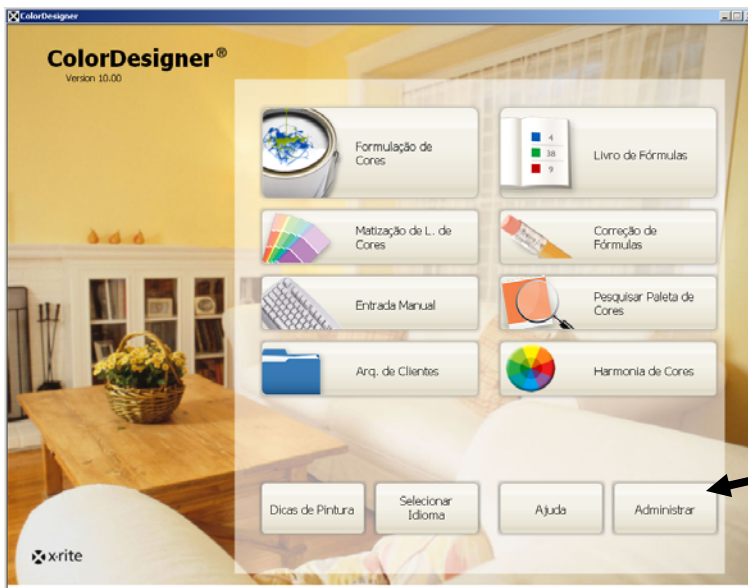 ColorDesigner
ColorDesigner®
Version 10.00
Formulação de
Cores
4
38
9
Livro de Fórmulas
Matização de L. de
Cores
Correção de
Fórmulas
Entrada Manual
Pesquisar Paleta de
Cores
Arq. de Clientes
Harmonia de Cores
Dicas de Pintura
Selecionar
Idioma
Ajuda
Administrar
x·rite